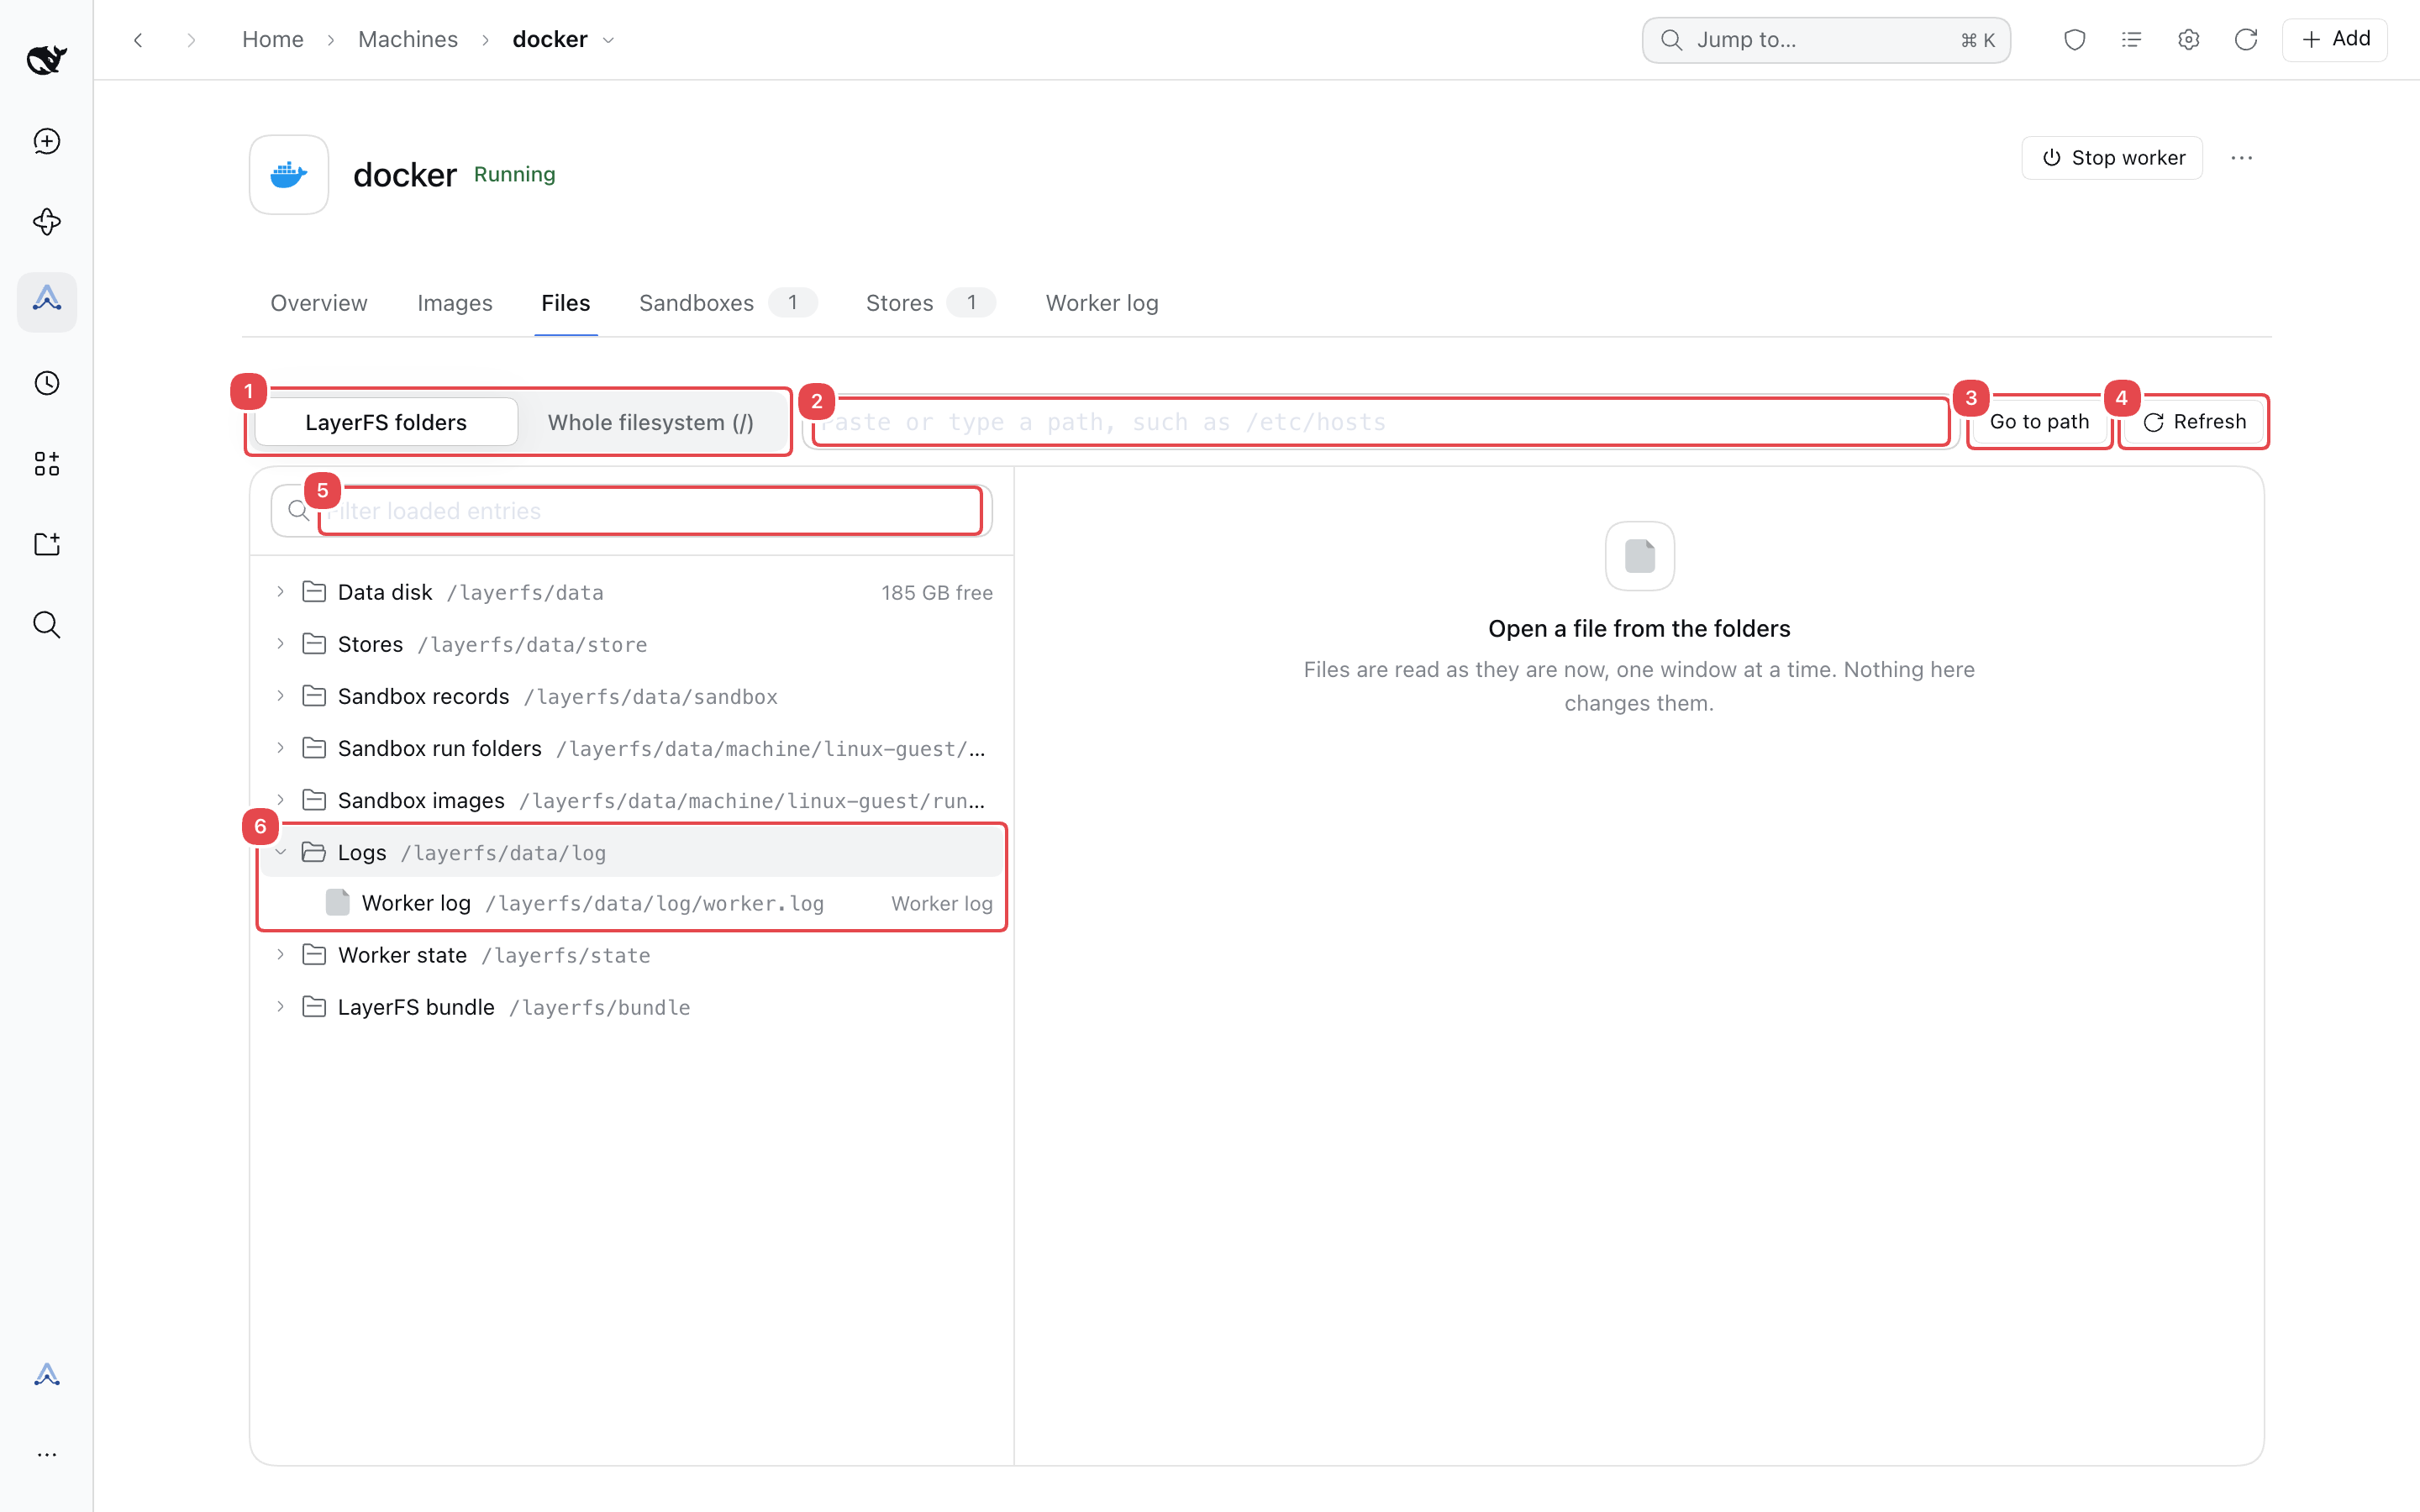 Home > Machines > docker
Jump to... ⌘ K
Add
docker Running
Stop worker
Overview Images Files Sandboxes 1 Stores 1 Worker log
1 2 3 4
LayerFS folders Whole filesystem (/) aste or type a path, such as /etc/hosts Go to path Refresh
5
ilter loaded entries
Data disk /layerfs/data 185 GB free
Stores /layerfs/data/store
Sandbox records /layerfs/data/sandbox
Sandbox run folders /layerfs/data/machine/linux-guest/...
Sandbox images /layerfs/data/machine/linux-guest/run...
6
Logs /layerfs/data/log
Worker log /layerfs/data/log/worker.log Worker log
Worker state /layerfs/state
LayerFS bundle /layerfs/bundle
Open a file from the folders
Files are read as they are now, one window at a time. Nothing here
changes them.